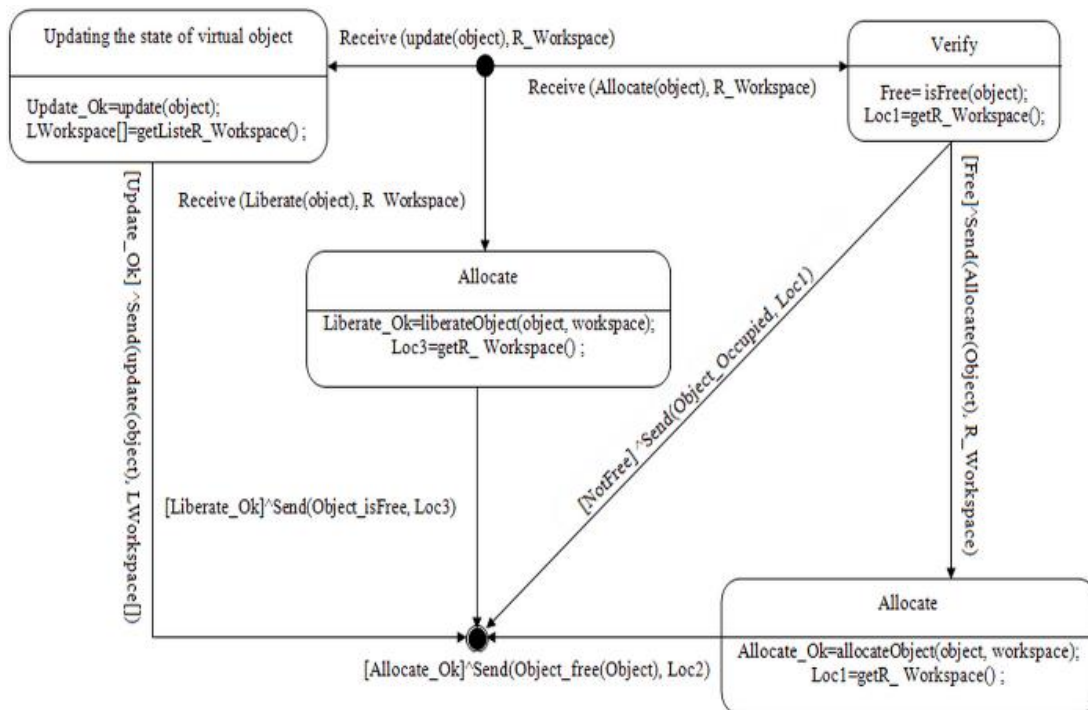 Updating the state of virtual object
Update_Ok=update(object);
LWorkspace[]=getListeR_Workspace() ;
Receive (update(object), R_Workspace)
Receive (Allocate(object), R_Workspace)
Verify
Free= isFree(object);
Loc1=getR_Workspace();
Receive (Liberate(object), R_Workspace)
Allocate
Liberate_Ok=liberateObject(object, workspace);
Loc3=getR_ Workspace() ;
[Update_Ok] ^Send(update(object), LWorkspace[])
[Liberate_Ok]^Send(Object_isFree, Loc3)
[NotFree] ^Send(Object_Occupied, Loc1)
[Free]^Send(Allocate(Object), R_Workspace)
Allocate
Allocate_Ok=allocateObject(object, workspace);
Loc1=getR_ Workspace() ;
[Allocate_Ok]^Send(Object_free(Object), Loc2)